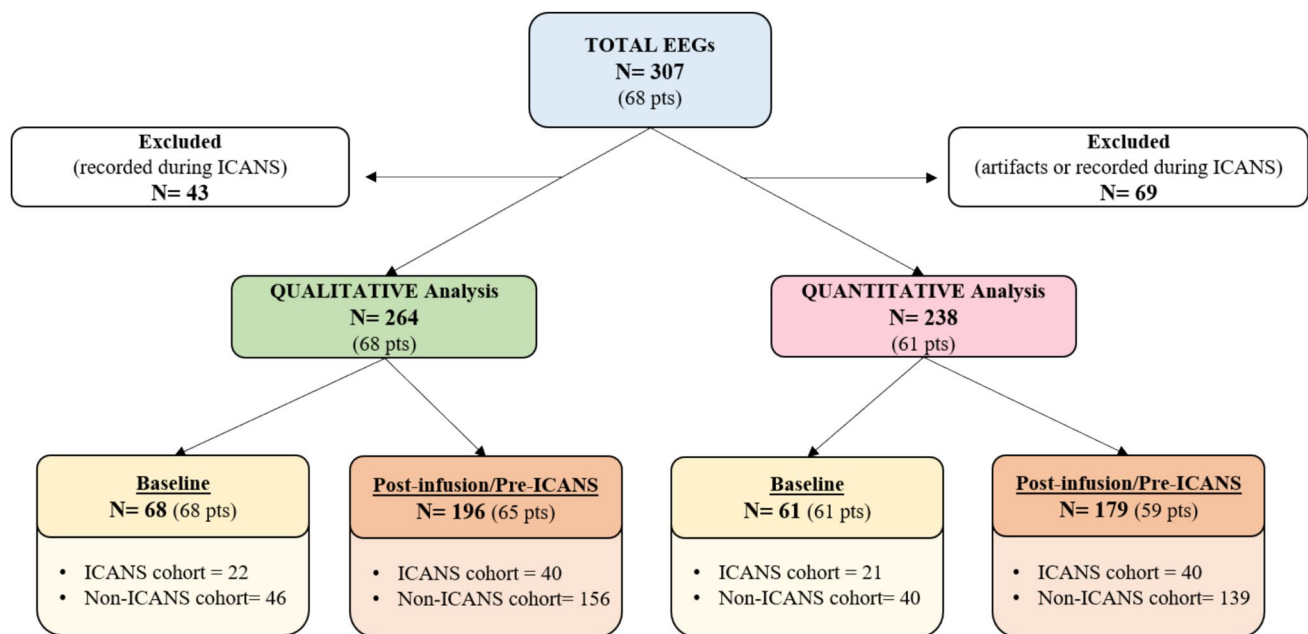 TOTAL EEGs
N= 307
(68 pts)
Excluded
(recorded during ICANS)
N= 43
Excluded
(artifacts or recorded during ICANS)
N= 69
QUALITATIVE Analysis
N= 264
(68 pts)
QUANTITATIVE Analysis
N= 238
(61 pts)
Baseline
N= 68 (68 pts)
• ICANS cohort = 22
• Non-ICANS cohort= 46
Post-infusion/Pre-ICANS
N= 196 (65 pts)
• ICANS cohort = 40
• Non-ICANS cohort= 156
Baseline
N= 61 (61 pts)
• ICANS cohort = 21
• Non-ICANS cohort= 40
Post-infusion/Pre-ICANS
N= 179 (59 pts)
• ICANS cohort = 40
• Non-ICANS cohort= 139